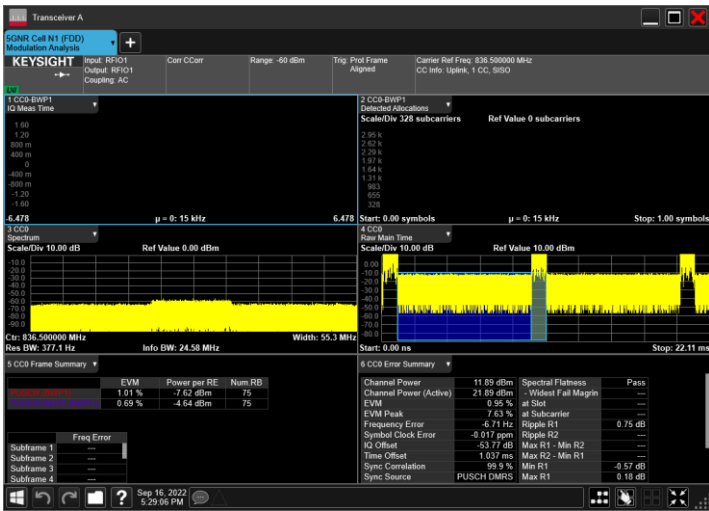 Transceiver A
5GNR Cell N1 (FDD)
Modulation Analysis
KEYSIGHT
Input: RFIO1
Output: RFIO1
Coupling: AC
Corr CCorr
Range: -60 dBm
Trig: Prot Frame
Aligned
Carrier Ref Freq: 836.500000 MHz
CC Info: Uplink, 1 CC, SISO
1 CC0-BWP1
IQ Meas Time
1.60
1.20
800 m
400 m
0
-400 m
-800 m
-1.20
-1.60
-6.478 µ = 0: 15 kHz 6.478
2 CC0-BWP1
Detected Allocations
Scale/Div 328 subcarriers Ref Value 0 subcarriers
2.95 k
2.62 k
2.29 k
1.97 k
1.64 k
1.31 k
983
655
328
Start: 0.00 symbols µ = 0: 15 kHz Stop: 1.00 symbols
3 CC0
Spectrum
Scale/Div 10.00 dB Ref Value 0.00 dBm
-10.0
-20.0
-30.0
-40.0
-50.0
-60.0
-70.0
-80.0
-90.0
Ctr: 836.500000 MHz Width: 55.3 MHz
Res BW: 377.1 Hz Info BW: 24.58 MHz
4 CC0
Raw Main Time
Scale/Div 10.00 dB Ref Value 10.00 dBm
0.00
-10.0
-20.0
-30.0
-40.0
-50.0
-60.0
-70.0
-80.0
Start: 0.00 ns Stop: 22.11 ms
5 CC0 Frame Summary
EVM Power per RE Num.RB
1.01 % -7.62 dBm 75
0.69 % -4.64 dBm 75
Freq Error
Subframe 1 ---
Subframe 2 ---
Subframe 3 ---
Subframe 4 ---
6 CC0 Error Summary
Channel Power 11.89 dBm Spectral Flatness Pass
Channel Power (Active) 21.89 dBm - Widest Fail Magrin ---
EVM 0.95 % at Slot ---
EVM Peak 7.63 % at Subcarrier ---
Frequency Error -6.71 Hz Ripple R1 0.75 dB
Symbol Clock Error -0.017 ppm Ripple R2 ---
IQ Offset -53.77 dB Max R1 - Min R2 ---
Time Offset 1.037 ms Max R2 - Min R1 ---
Sync Correlation 99.9 % Min R1 -0.57 dB
Sync Source PUSCH DMRS Max R1 0.18 dB
Sep 16, 2022
5:29:06 PM